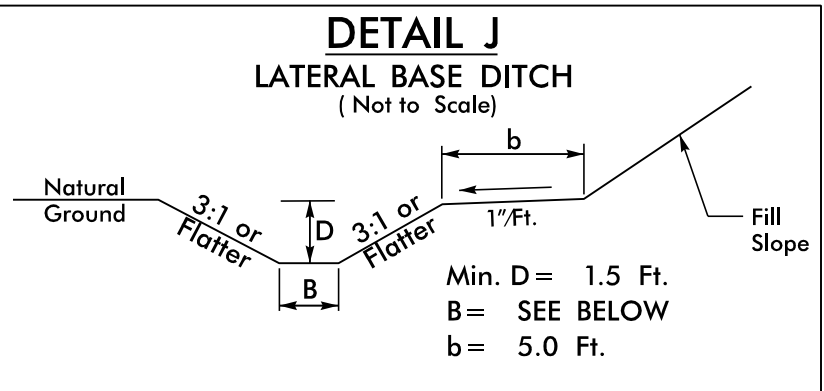 DETAIL J
LATERAL BASE DITCH
( Not to Scale)
b
Natural
Ground
3:1 or
Flatter
D
3:1 or
Flatter
1"/Ft.
Fill
Slope
B
Min. D = 1.5 Ft.
B = SEE BELOW
b = 5.0 Ft.